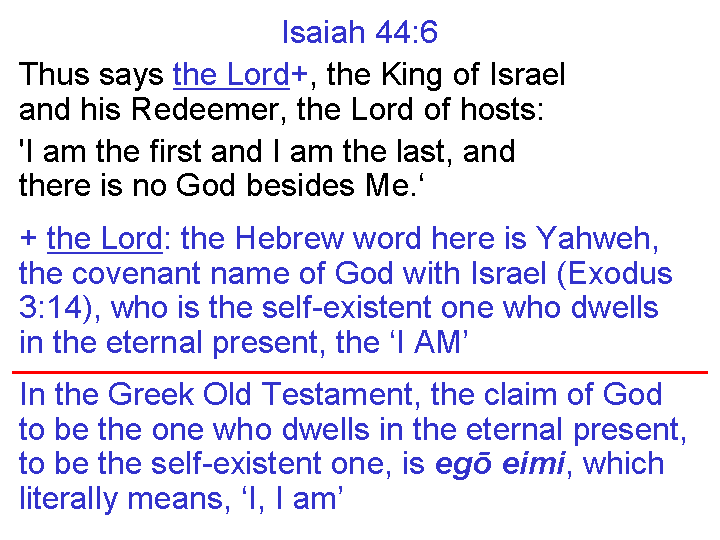 Isaiah 44:6
Thus says the Lord+, the King of Israel
and his Redeemer, the Lord of hosts:
'I am the first and I am the last, and
there is no God besides Me.‘
+ the Lord: the Hebrew word here is Yahweh,
the covenant name of God with Israel (Exodus
3:14), who is the self-existent one who dwells
in the eternal present, the ‘I AM’
In the Greek Old Testament, the claim of God
to be the one who dwells in the eternal present,
to be the self-existent one, is egō eimi, which
literally means, ‘I, I am’